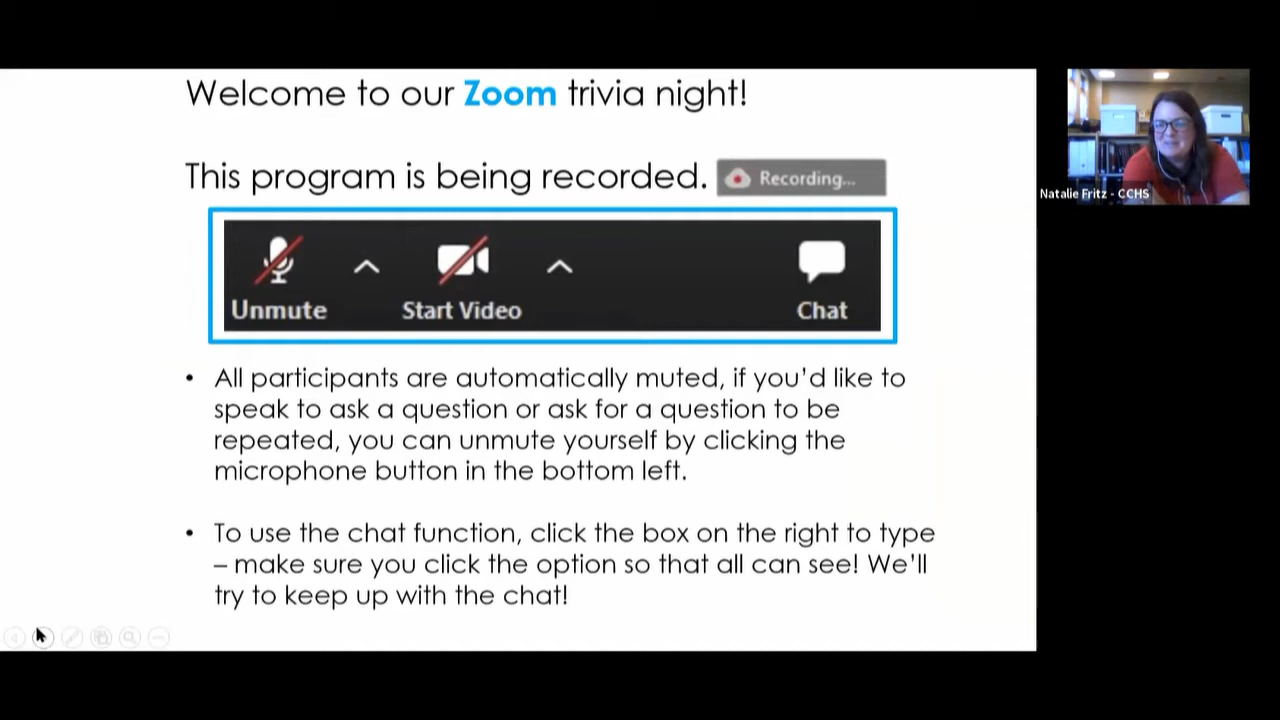 Welcome to our Zoom trivia night!
This program is being recorded.
Recording...
Natalie Fritz - CCHS
Unmute
Start Video
Chat
• All participants are automatically muted, if you’d like to
speak to ask a question or ask for a question to be
repeated, you can unmute yourself by clicking the
microphone button in the bottom left.
• To use the chat function, click the box on the right to type
– make sure you click the option so that all can see! We’ll
try to keep up with the chat!